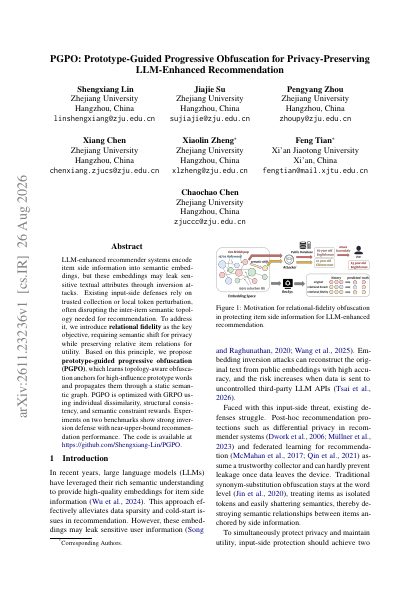 PGPO: Prototype-Guided Progressive Obfuscation for Privacy-Preserving
LLM-Enhanced Recommendation
Shengxiang Lin
Zhejiang University
Hangzhou, China
linshengxiang@zju.edu.cn
Jiajie Su
Zhejiang University
Hangzhou, China
sujiajie@zju.edu.cn
Pengyang Zhou
Zhejiang University
Hangzhou, China
zhoupy@zju.edu.cn
Xiang Chen
Zhejiang University
Hangzhou, China
chenxiang.zjucs@zju.edu.cn
Xiaolin Zheng*
Zhejiang University
Hangzhou, China
xlzheng@zju.edu.cn
Feng Tian*
Xi'an Jiaotong University
Xi'an, China
fengtian@mail.xjtu.edu.cn
Chaochao Chen
Zhejiang University
Hangzhou, China
zjuccc@zju.edu.cn
arXiv:2611.23236v1 [cs.IR] 26 Aug 2026
Abstract
LLM-enhanced recommender systems encode
item side information into semantic embed-
dings, but these embeddings may leak sen-
sitive textual attributes through inversion at-
tacks. Existing input-side defenses rely on
trusted collection or local token perturbation,
often disrupting the inter-item semantic topol-
ogy needed for recommendation. To address
it, we introduce relational fidelity as the key
objective, requiring semantic shift for privacy
while preserving relative item relations for
utility. Based on this principle, we propose
prototype-guided progressive obfuscation
(PGPO), which learns topology-aware obfusca-
tion anchors for high-influence prototype words
and propagates them through a static seman-
tic graph. PGPO is optimized with GRPO us-
ing individual dissimilarity, structural consis-
tency, and semantic constraint rewards. Exper-
iments on two benchmarks show strong inver-
sion defense with near-upper-bound recommen-
dation performance. The code is available at
https://github.com/Shengxiang-Lin/PGPO.
1 Introduction
In recent years, large language models (LLMs)
have leveraged their rich semantic understanding
to provide high-quality embeddings for item side
information (Wu et al., 2024). This approach ef-
fectively alleviates data sparsity and cold-start is-
sues in recommendation. However, these embed-
dings may leak sensitive user information (Song
*Corresponding Authors.
Embedding Space
Attacker
Figure 1: Motivation for relational-fidelity obfuscation
in protecting item side information for LLM-enhanced
recommendation.
and Raghunathan, 2020; Wang et al., 2025). Em-
bedding inversion attacks can reconstruct the orig-
inal text from public embeddings with high accu-
racy, and the risk increases when data is sent to
uncontrolled third-party LLM APIs (Tsai et al.,
2026).
Faced with this input-side threat, existing de-
fenses struggle. Post-hoc recommendation pro-
tections such as differential privacy in recom-
mender systems (Dwork et al., 2006; Müllner et al.,
2023) and federated learning for recommenda-
tion (McMahan et al., 2017; Qin et al., 2021) as-
sume a trustworthy collector and can hardly prevent
leakage once data leaves the device. Traditional
synonym-substitution obfuscation stays at the word
level (Jin et al., 2020), treating items as isolated
tokens and easily shattering semantics, thereby de-
stroying semantic relationships between items an-
chored by side information.
To simultaneously protect privacy and maintain
utility, input-side protection should achieve two